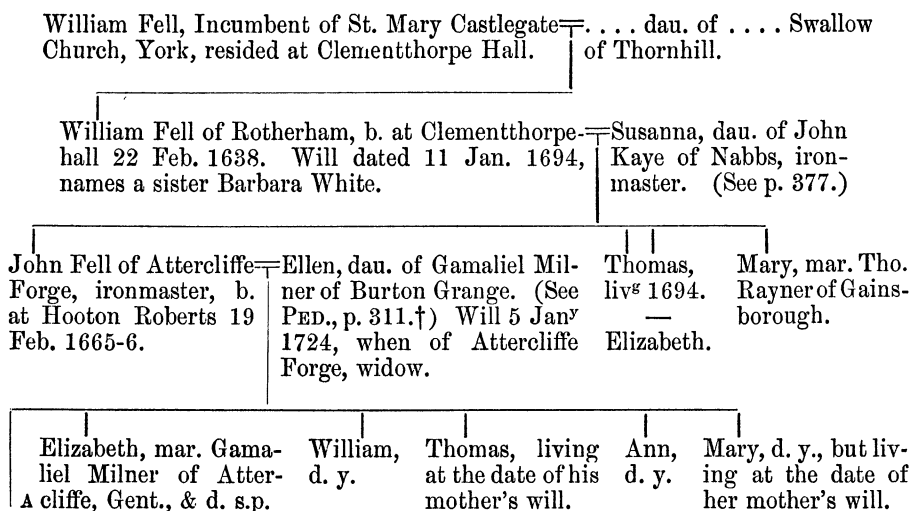 William Fell, Incumbent of St. Mary Castlegate
Church, York, resided at Clementthorpe Hall.
. . . . dau. of . . . . Swallow
of Thornhill.
William Fell of Rotherham, b. at Clementthorpe-
hall 22 Feb. 1638. Will dated 11 Jan. 1694,
names a sister Barbara White.
Susanna, dau. of John
Kaye of Nabbs, iron-
master. (See p. 377.)
John Fell of Attercliffe
Forge, ironmaster, b.
at Hooton Roberts 19
Feb. 1665-6.
Ellen, dau. of Gamaliel Mil-
ner of Burton Grange. (See
PED., p. 311.†) Will 5 Janʸ
1724, when of Attercliffe
Forge, widow.
Thomas,
livᵍ 1694.
—
Elizabeth.
Mary, mar. Tho.
Rayner of Gains-
borough.
Elizabeth, mar. Gama-
liel Milner of Atter-
A cliffe, Gent., & d. s.p.
William,
d. y.
Thomas, living
at the date of his
mother's will.
Ann,
d. y.
Mary, d. y., but liv-
ing at the date of
her mother's will.